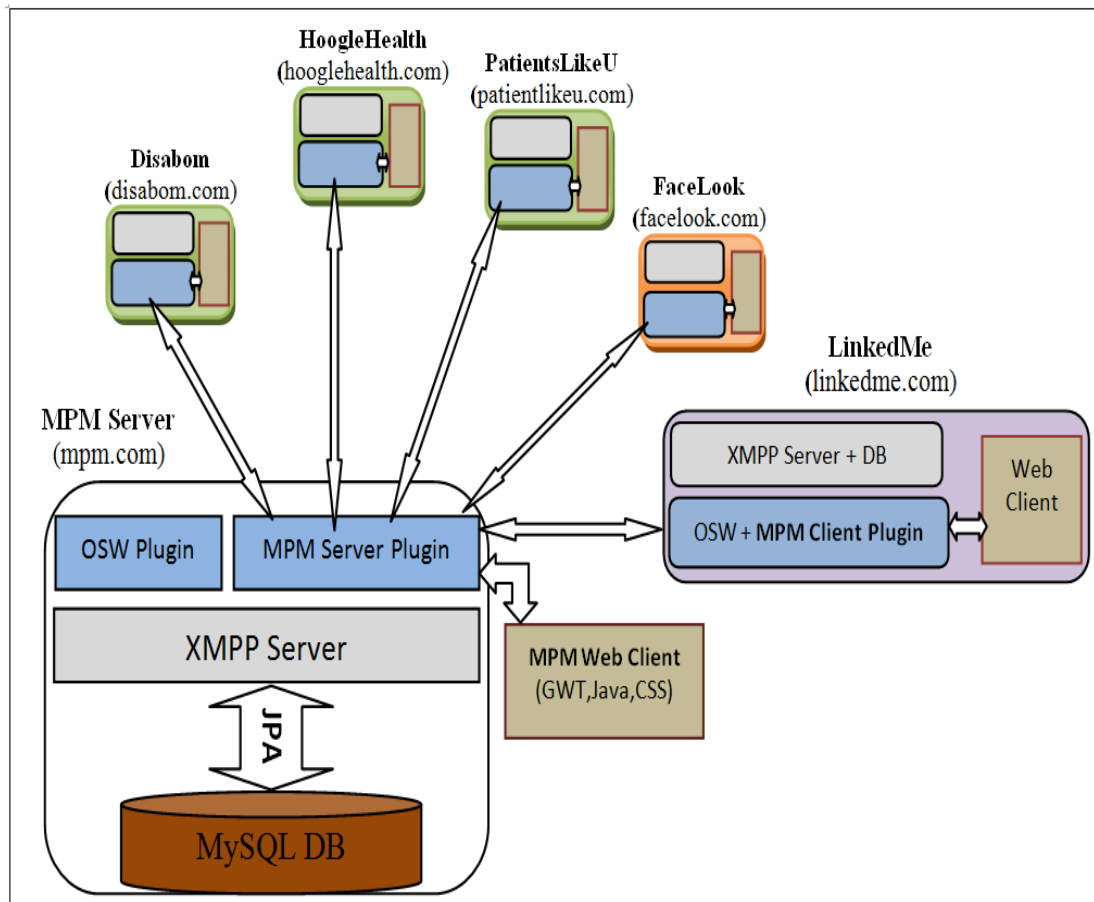 HoogleHealth
(hooglehealth.com)
PatientsLikeU
(patientlikeu.com)
Disabom
(disabom.com)
FaceLook
(facelook.com)
LinkedMe
(linkedme.com)
MPM Server
(mpm.com)
XMPP Server + DB
Web
Client
OSW + MPM Client Plugin
OSW Plugin
MPM Server Plugin
XMPP Server
MPM Web Client
(GWT,Java,CSS)
JPA
MySQL DB